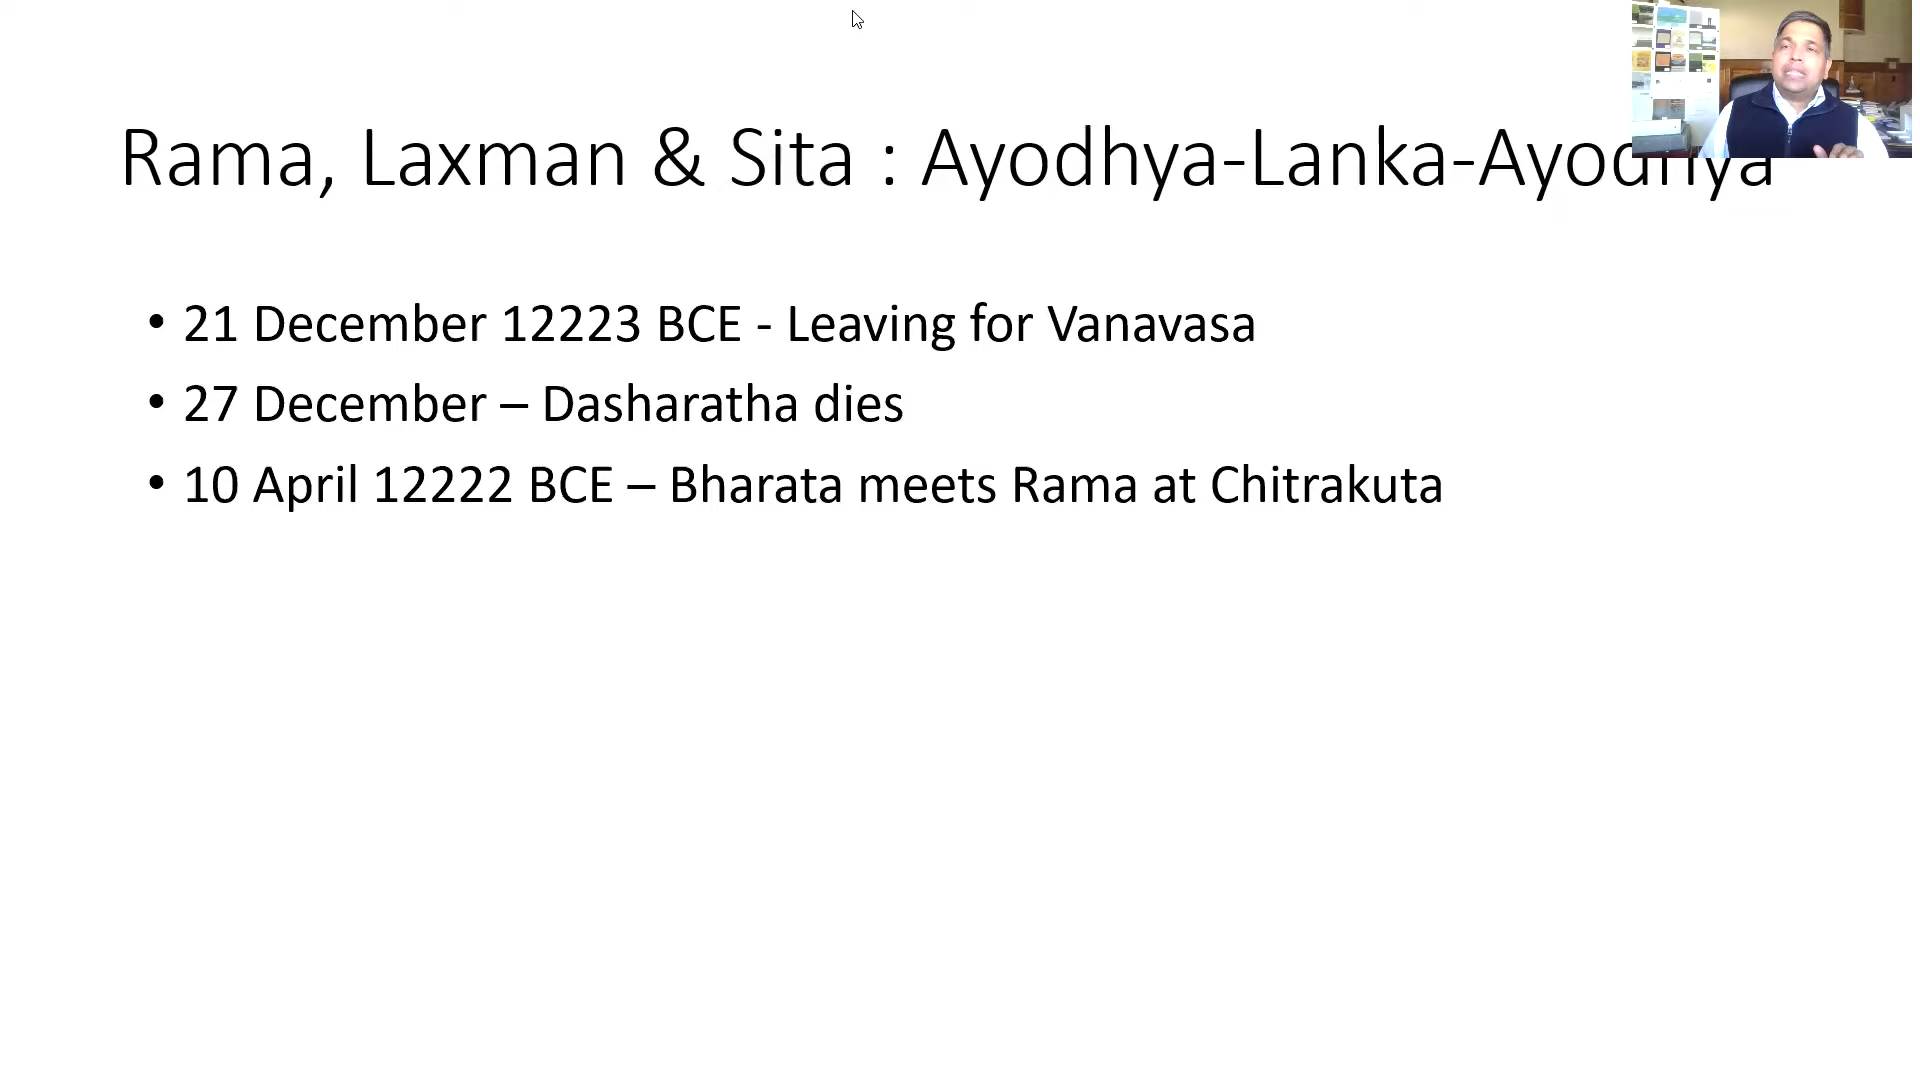 Rama, Laxman & Sita : Ayodhya-Lanka-Ayodhya
• 21 December 12223 BCE - Leaving for Vanavasa
• 27 December – Dasharatha dies
• 10 April 12222 BCE – Bharata meets Rama at Chitrakuta